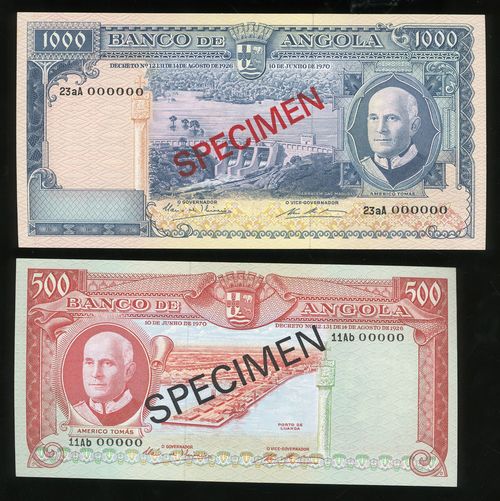 1000 BANCO DE ANGOLA 1000
DECRETO Nº 12.131 DE 14 DE AGOSTO DE 1926 10 DE JUNHO DE 1970
23aA 000000
SPECIMEN
AMERICO TOMÁS
O GOVERNADOR O VICE-GOVERNADOR
23aA 000000
500 BANCO DE ANGOLA 500
10 DE JUNHO DE 1970 DECRETO Nº 12.131 DE 14 DE AGOSTO DE 1926
11Ab 00000
SPECIMEN
AMERICO TOMÁS
PORTO DE
LUANDA
11Ab 00000
O GOVERNADOR O VICE-GOVERNADOR